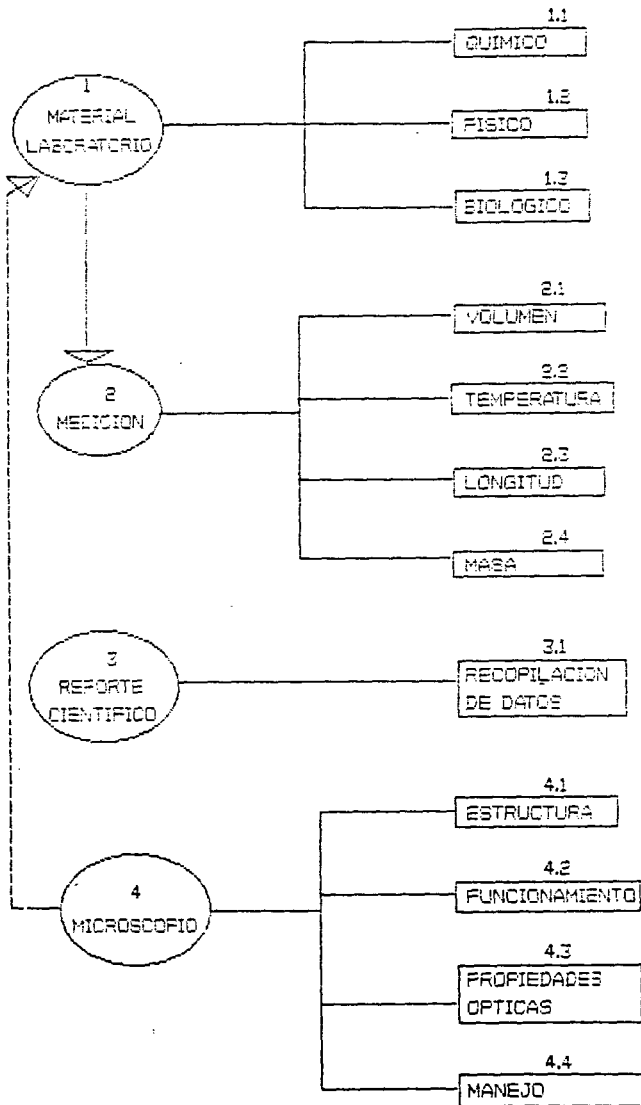 1.1
QUIMICO
1
MATERIAL
LABORATORIO
1.2
FISICO
1.3
BIOLOGICO
2.1
VOLUMEN
2
MEDICION
2.2
TEMPERATURA
2.3
LONGITUD
2.4
MASA
3
REPORTE
CIENTIFICO
3.1
RECOPILACION
DE DATOS
4.1
ESTRUCTURA
4
MICROSCOPIO
4.2
FUNCIONAMIENTO
4.3
PROPIEDADES
OPTICAS
4.4
MANEJO